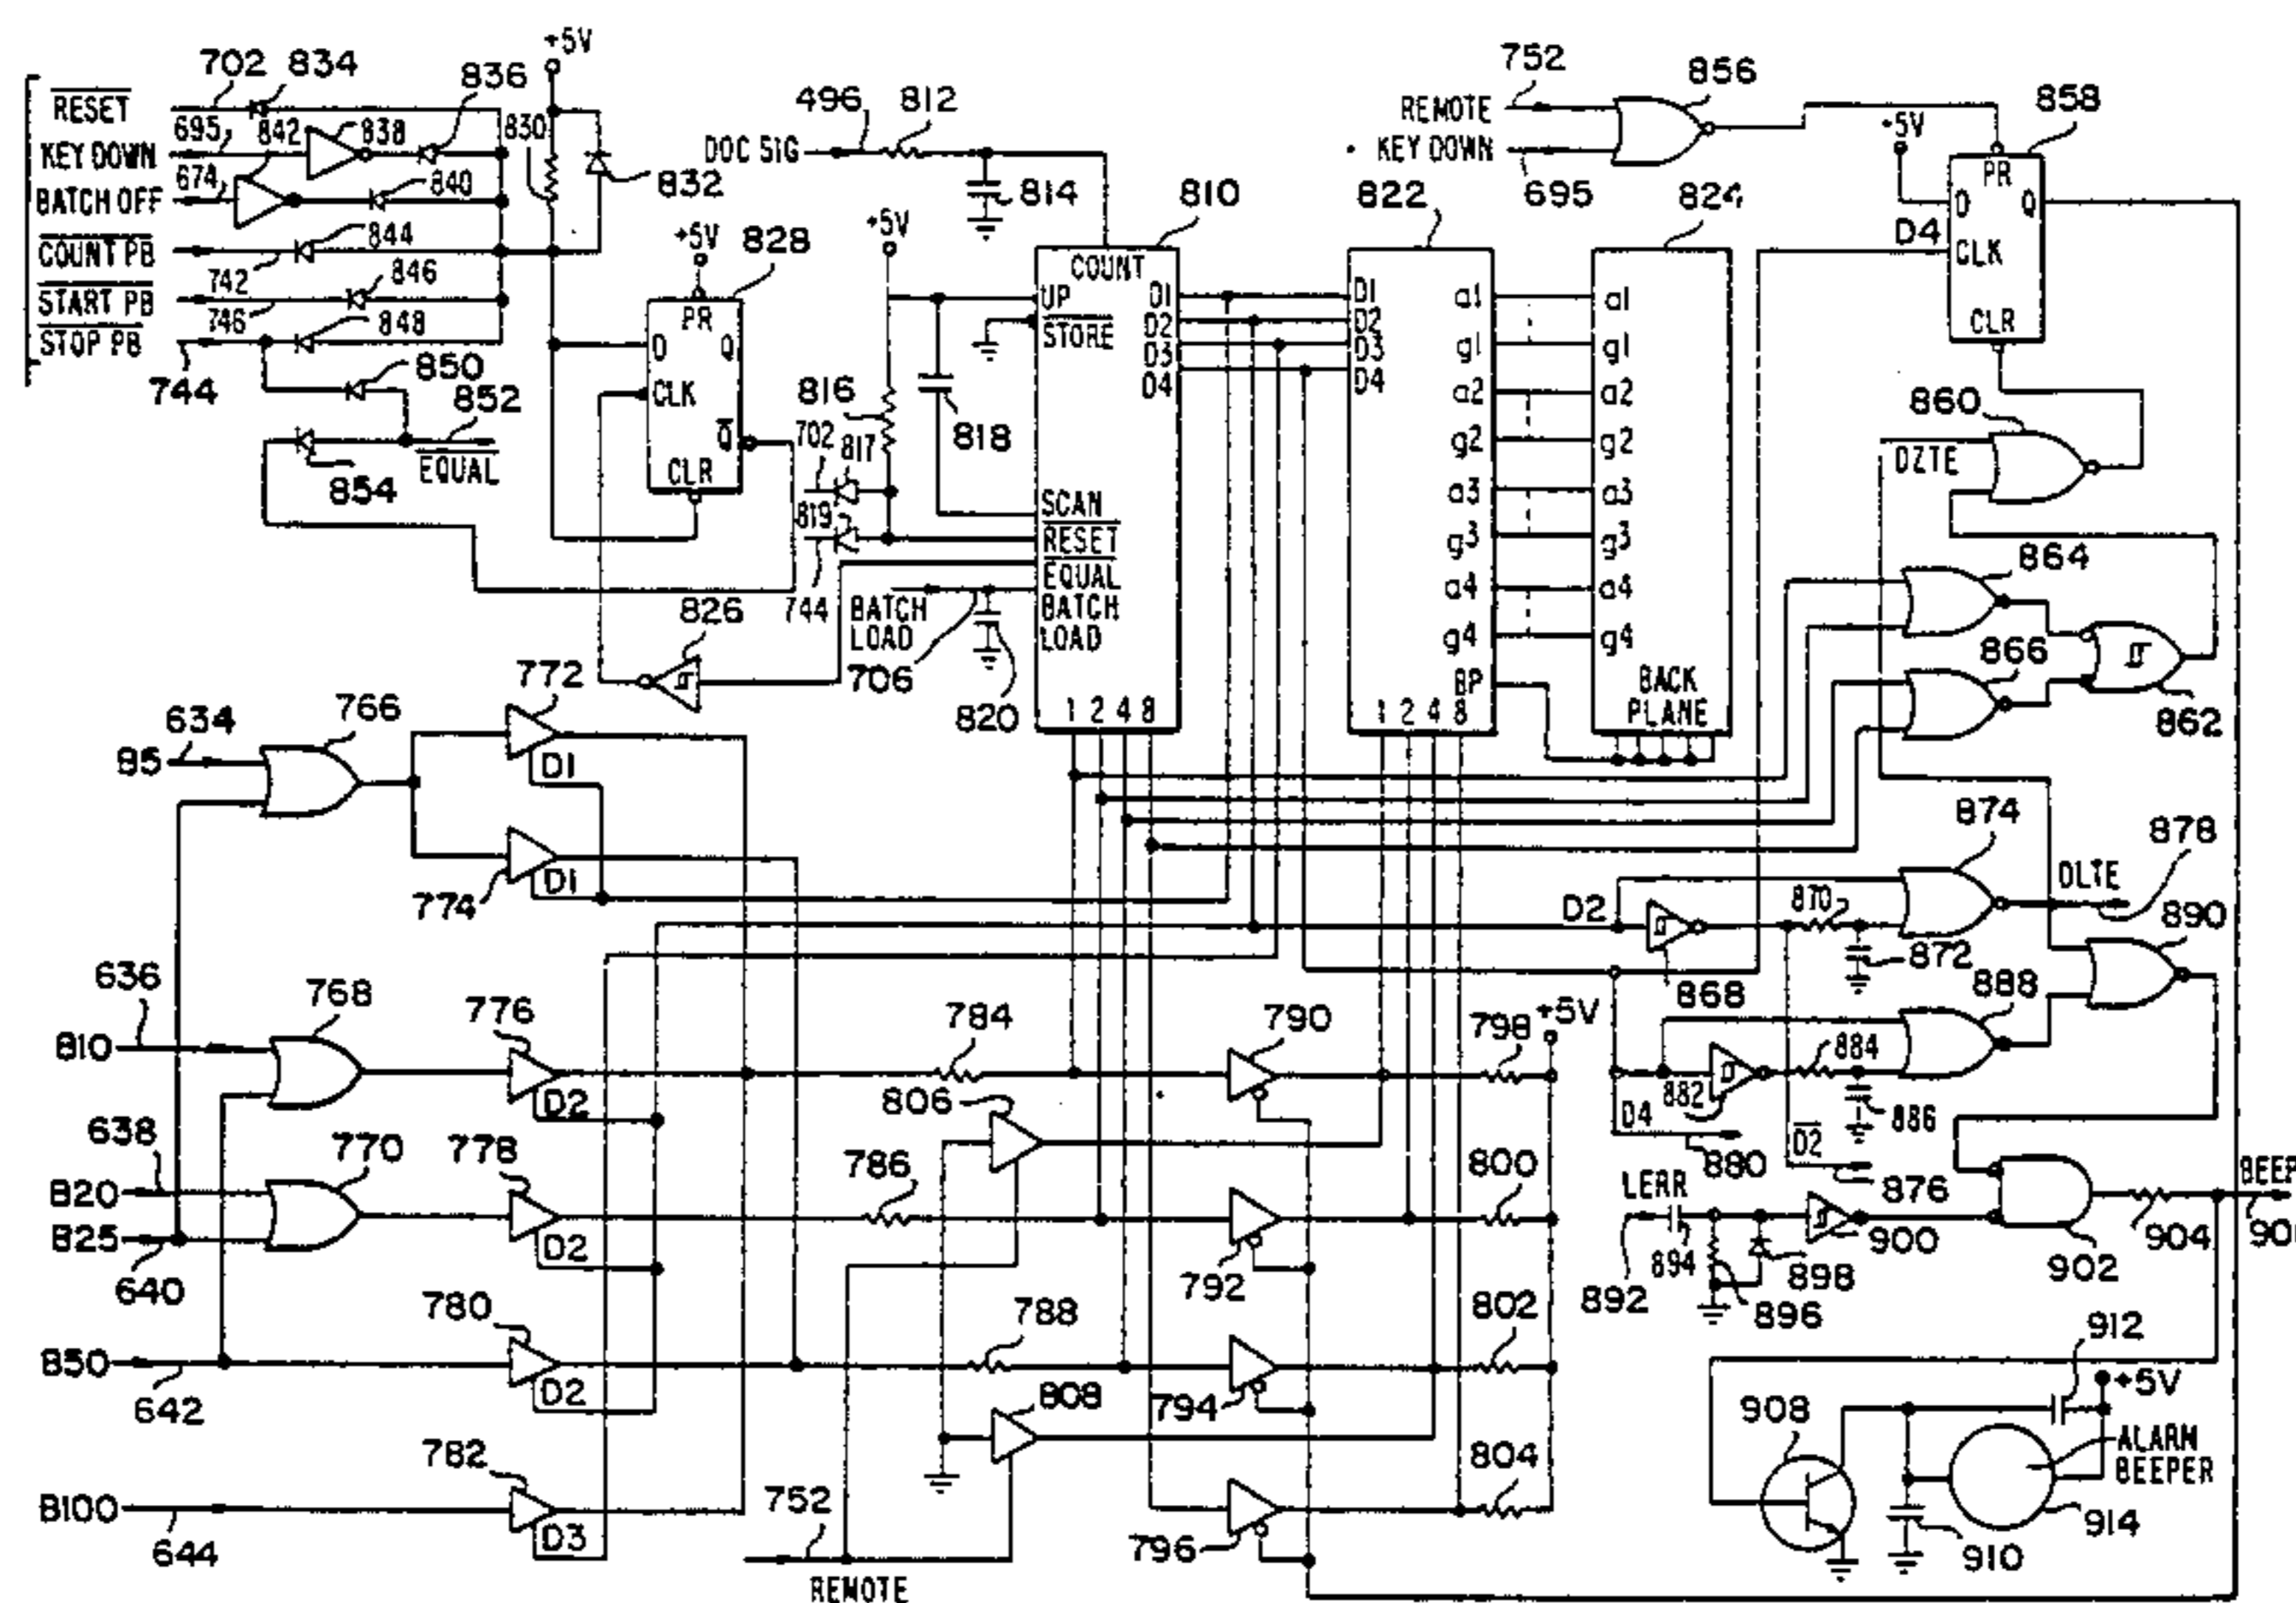 +5V
702
834
836
RESET
695
842
838
830
KEY DOWN
674
BATCH OFF
840
832
COUNT PB
844
742
START PB
846
746
STOP PB
848
744
850
852
EQUAL
854
+5V
828
PR
D
Q
CLK
Q
CLR
826
496
812
DOC SIG
814
810
+5V
COUNT
UP
STORE
D1
D2
D3
D4
816
818
702
817
819
744
SCAN
RESET
EQUAL
BATCH
LOAD
BATCH
LOAD
706
820
1 2 4 8
822
D1
D2
D3
D4
a1
g1
a2
g2
a3
g3
a4
g4
BP
1 2 4 8
824
a1
g1
a2
g2
a3
g3
a4
g4
BACK
PLANE
752
856
REMOTE
KEY DOWN
695
858
+5V
PR
D
Q
D4
CLK
CLR
860
DZTE
864
866
862
634
766
772
B5
D1
774
D1
636
768
776
810
D2
638
770
778
B20
B25
D2
640
780
850
D2
642
782
B100
D3
644
784
786
788
806
808
752
REMOTE
790
792
794
796
798
+5V
800
802
804
874
878
DLTE
890
D2
870
872
868
888
884
882
886
D4
D2
880
876
LERR
892
894
896
898
900
902
904
BEEP
912
+5V
908
ALARM
BEEPER
910
914